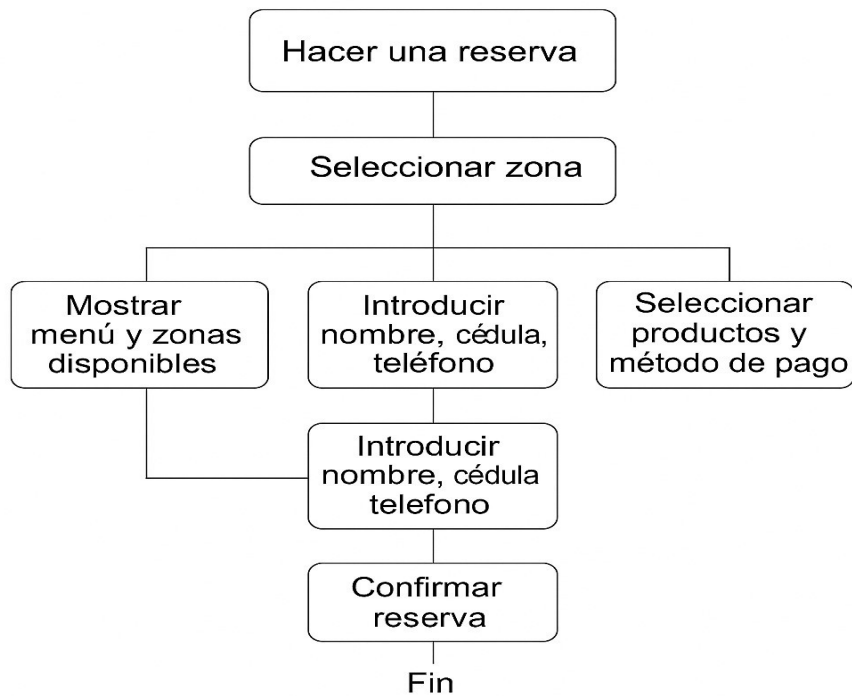 Hacer una reserva
Seleccionar zona
Mostrar
menú y zonas
disponibles
Introducir
nombre, cédula,
teléfono
Seleccionar
productos y
método de pago
Introducir
nombre, cédula
telefono
Confirmar
reserva
Fin